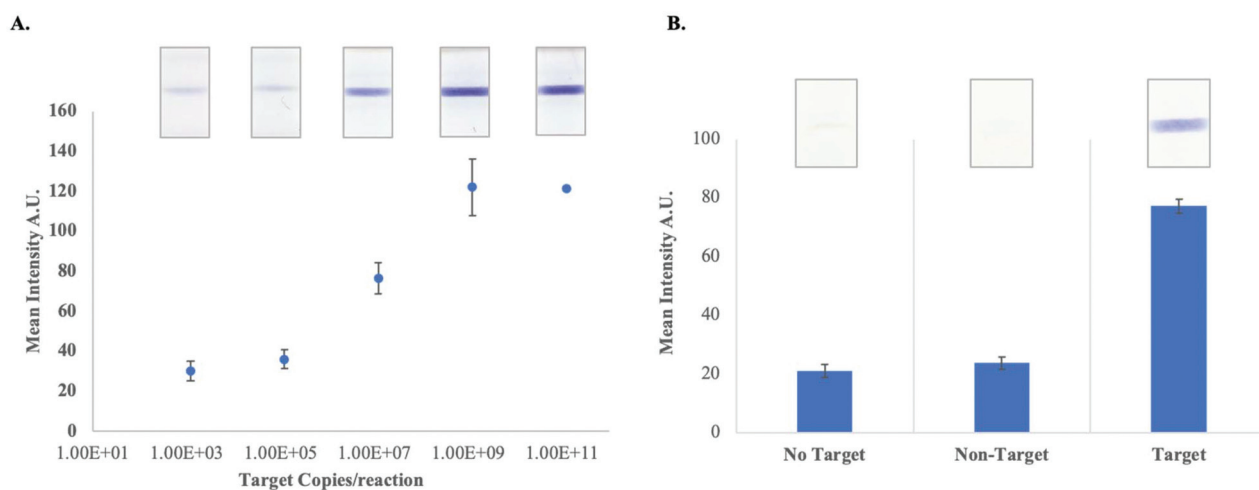 A.
160
140
120
100
80
60
40
20
0
Mean Intensity A.U.
1.00E+01 1.00E+03 1.00E+05 1.00E+07 1.00E+09 1.00E+11
Target Copies/reaction
B.
100
80
60
40
20
0
Mean Intensity A.U.
No Target Non-Target Target